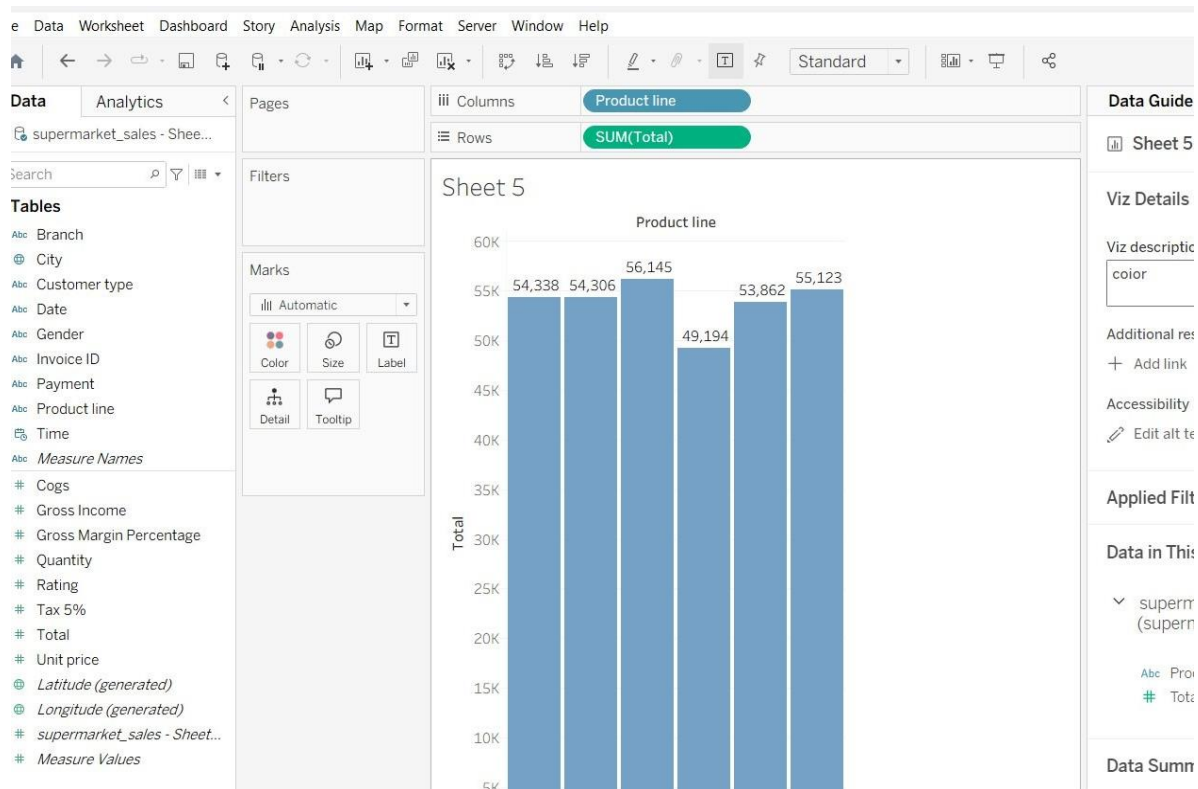 e Data Worksheet Dashboard Story Analysis Map Format Server Window Help
Standard
Data Analytics
supermarket_sales - Shee...
Search
Tables
Abc Branch
City
Abc Customer type
Abc Date
Abc Gender
Abc Invoice ID
Abc Payment
Abc Product line
Time
Abc Measure Names
# Cogs
# Gross Income
# Gross Margin Percentage
# Quantity
# Rating
# Tax 5%
# Total
# Unit price
Latitude (generated)
Longitude (generated)
# supermarket_sales - Sheet...
# Measure Values
Pages
Filters
Marks
Automatic
Color Size Label
Detail Tooltip
iii Columns Product line
Rows SUM(Total)
Sheet 5
Product line
60K
55K
50K
45K
40K
35K
30K
25K
20K
15K
10K
5K
Total
54,338 54,306 56,145 49,194 53,862 55,123
Data Guide
Sheet 5
Viz Details
Viz descriptio
coior
Additional res
+ Add link
Accessibility
Edit alt te
Applied Filt
Data in This
superm
(superm
Abc Prod
# Tota
Data Summ